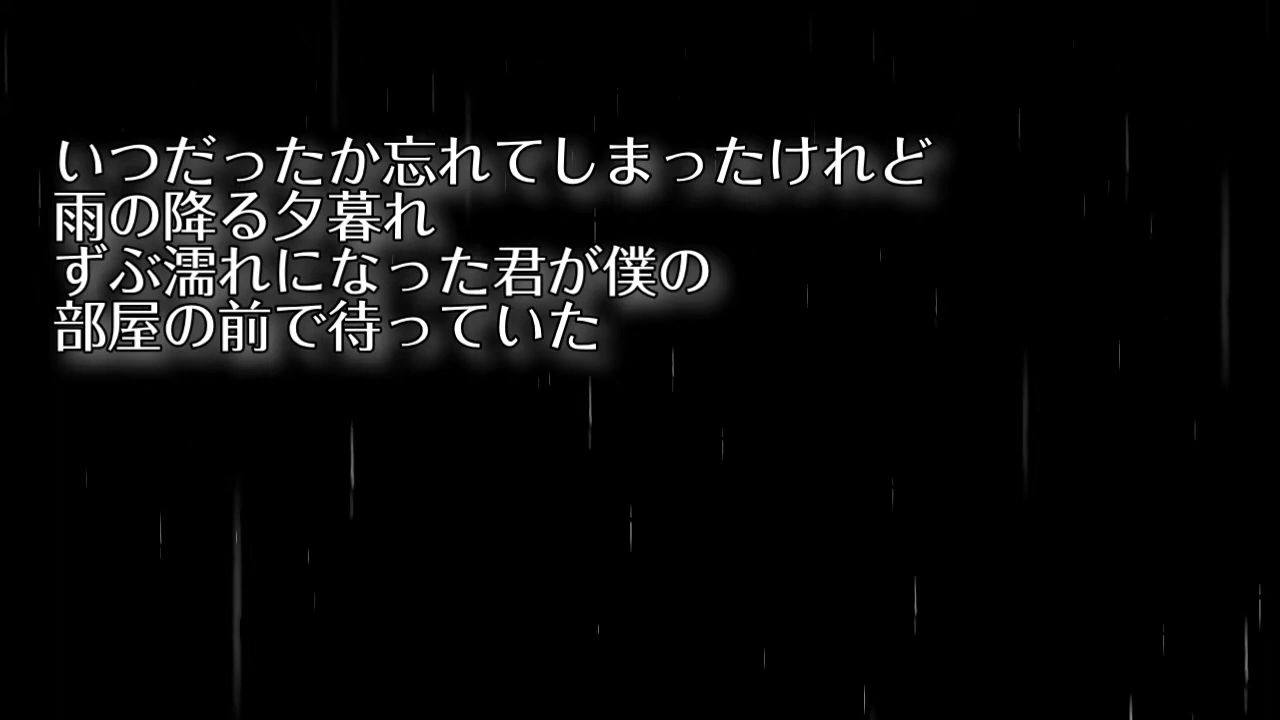 いつだったか忘れてしまったけれど
雨の降る夕暮れ
ずぶ濡れになった君が僕の
部屋の前で待っていた